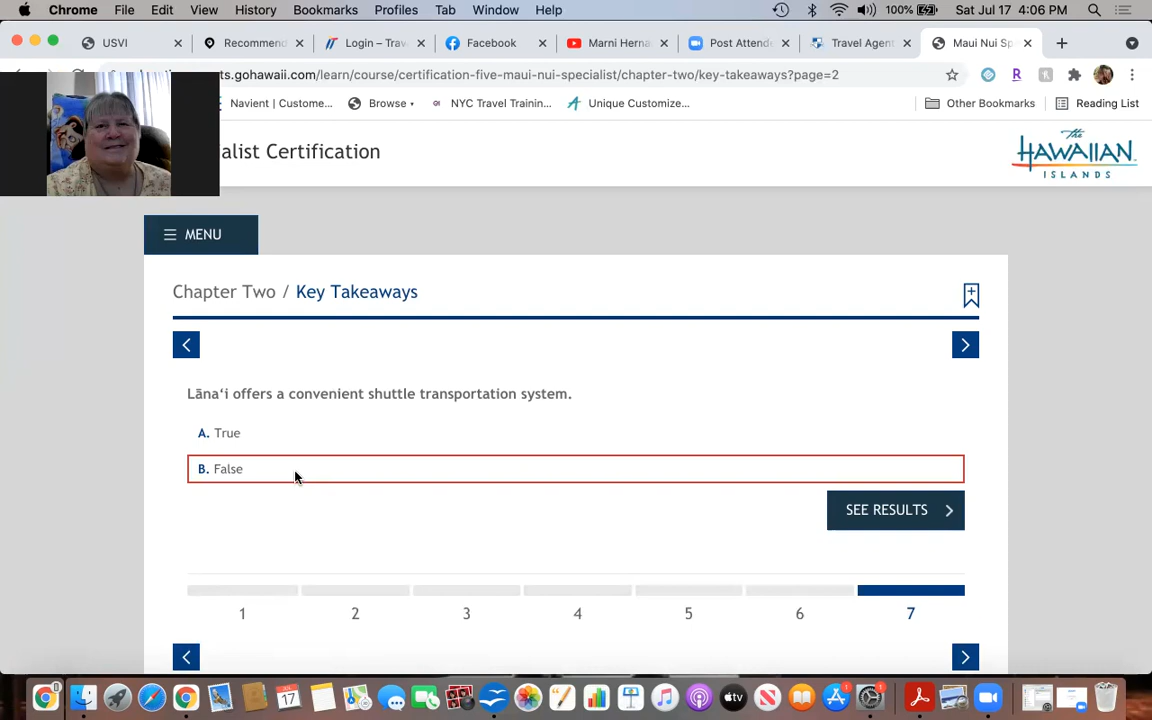 Chrome File Edit View History Bookmarks Profiles Tab Window Help 100% Sat Jul 17 4:06 PM
USVI Recommend Login – Trav Facebook Marni Herna Post Attende Travel Agent Maui Nui Spe
ts.gohawaii.com/learn/course/certification-five-maui-nui-specialist/chapter-two/key-takeaways?page=2
Navient | Custome... Browse NYC Travel Trainin... Unique Customize... Other Bookmarks Reading List
ialist Certification
the
HAWAIIAN
ISLANDS
MENU
Chapter Two / Key Takeaways
Lānaʻi offers a convenient shuttle transportation system.
A. True
B. False
SEE RESULTS
1 2 3 4 5 6 7
17